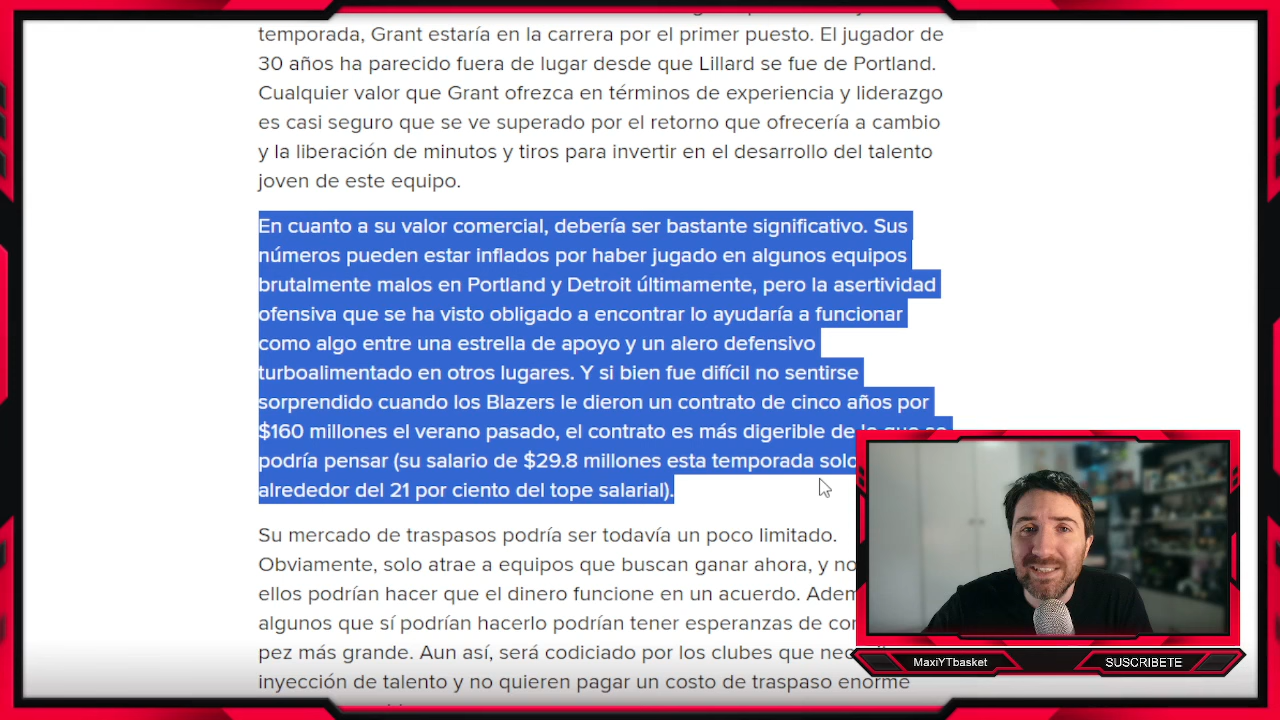 temporada, Grant estaría en la carrera por el primer puesto. El jugador de
30 años ha parecido fuera de lugar desde que Lillard se fue de Portland.
Cualquier valor que Grant ofrezca en términos de experiencia y liderazgo
es casi seguro que se ve superado por el retorno que ofrecería a cambio
y la liberación de minutos y tiros para invertir en el desarrollo del talento
joven de este equipo.
En cuanto a su valor comercial, debería ser bastante significativo. Sus
números pueden estar inflados por haber jugado en algunos equipos
brutalmente malos en Portland y Detroit últimamente, pero la asertividad
ofensiva que se ha visto obligado a encontrar lo ayudaría a funcionar
como algo entre una estrella de apoyo y un alero defensivo
turboalimentado en otros lugares. Y si bien fue difícil no sentirse
sorprendido cuando los Blazers le dieron un contrato de cinco años por
$160 millones el verano pasado, el contrato es más digerible de
podría pensar (su salario de $29.8 millones esta temporada solo
alrededor del 21 por ciento del tope salarial).
Su mercado de traspasos podría ser todavía un poco limitado.
Obviamente, solo atrae a equipos que buscan ganar ahora, y
ellos podrían hacer que el dinero funcione en un acuerdo.
algunos que sí podrían hacerlo podrían tener esperanzas de
pez más grande. Aun así, será codiciado por los clubes que
inyección de talento y no quieren pagar un costo de traspaso enorme
MaxiYTbasket
SUSCRIBETE